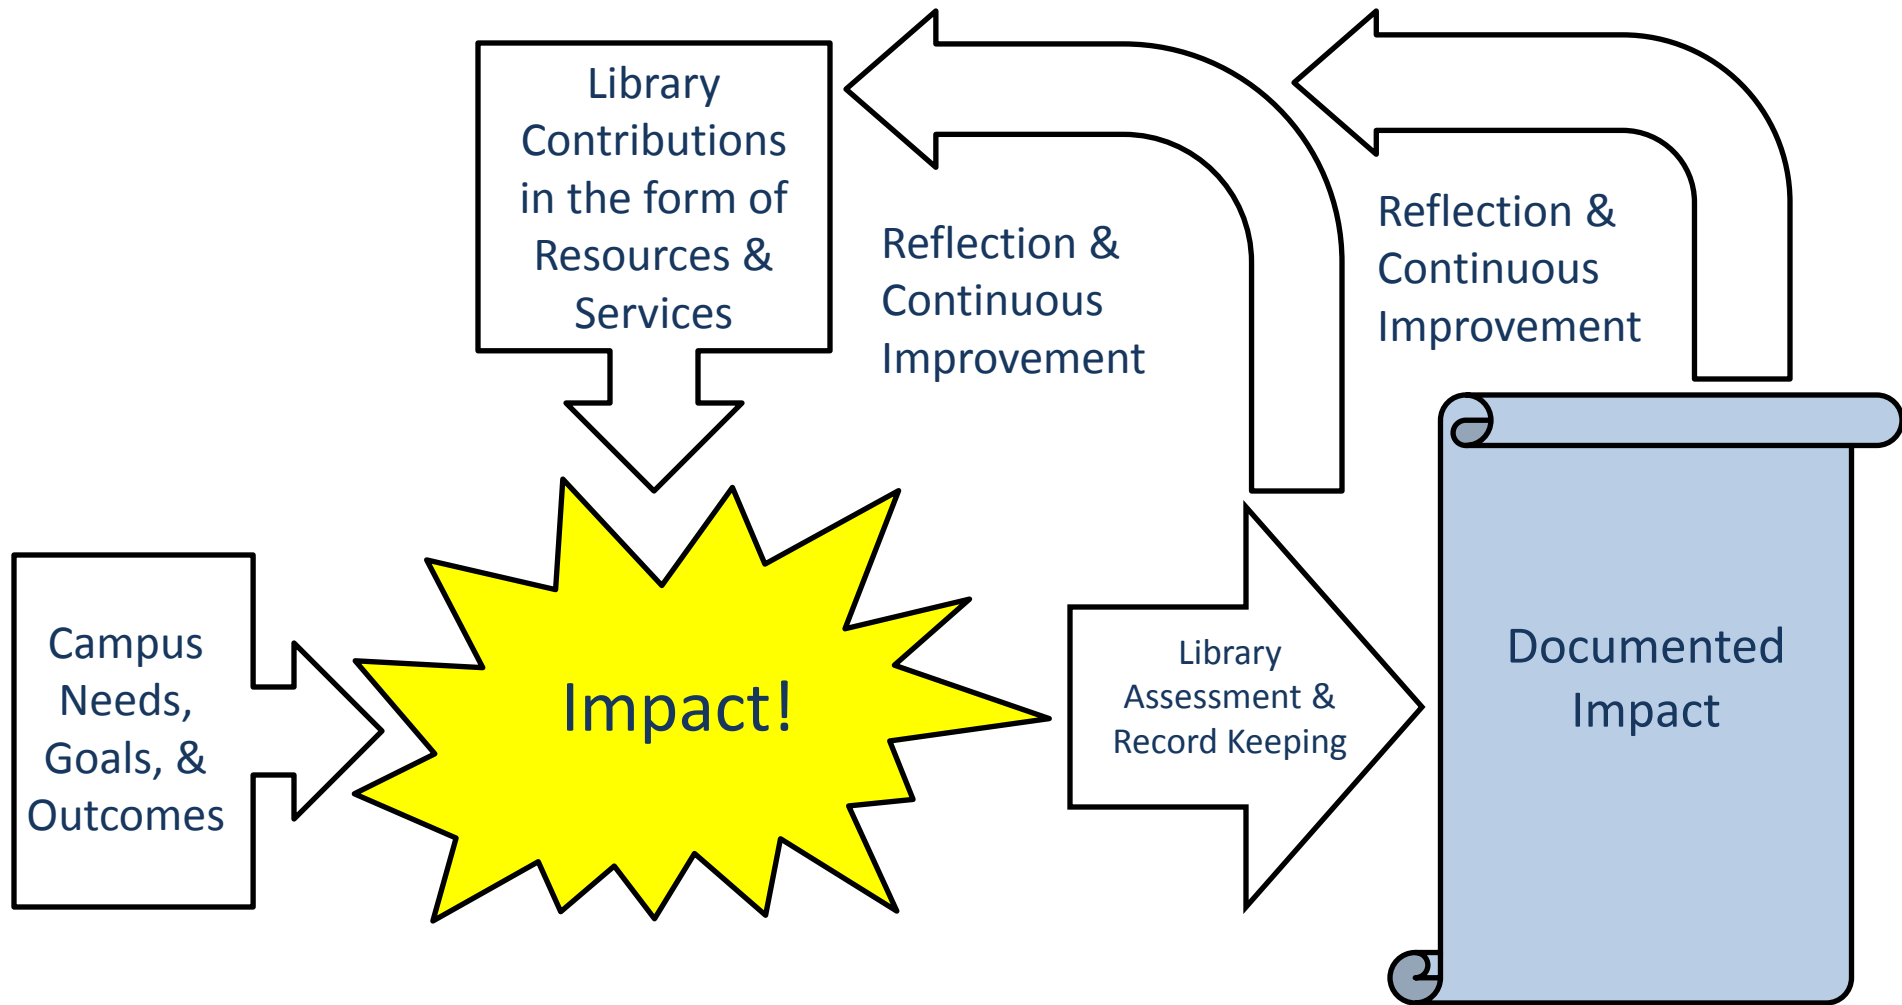 Library
Contributions
in the form of
Resources &
Services
Reflection &
Continuous
Improvement
Reflection &
Continuous
Improvement
Campus
Needs,
Goals, &
Outcomes
Impact!
Library
Assessment &
Record Keeping
Documented
Impact